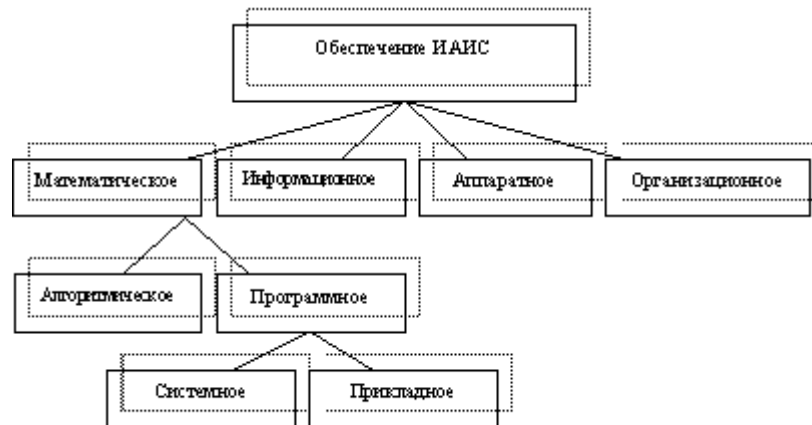 Обеспечение ИАИС
Математическое
Информационное
Аппаратное
Организационное
Алгоритмическое
Программное
Системное
Прикладное